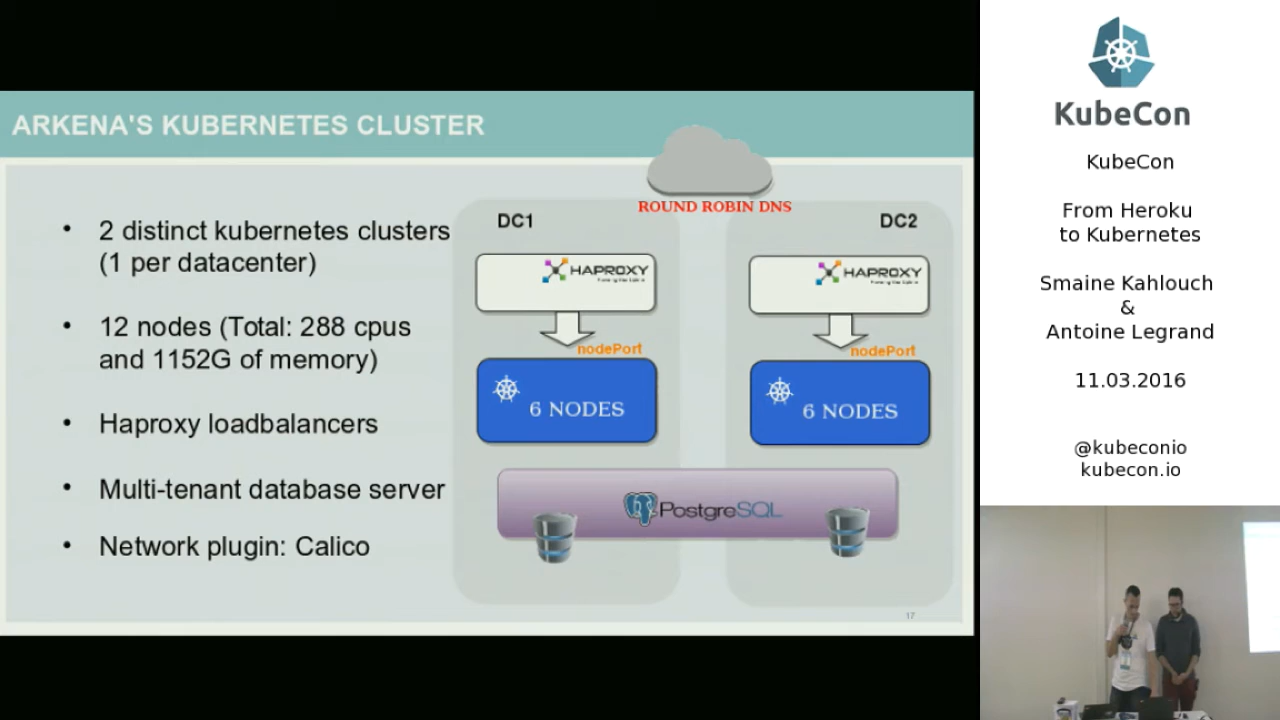 ARKENA'S KUBERNETES CLUSTER
2 distinct kubernetes clusters
(1 per datacenter)
12 nodes (Total: 288 cpus
and 1152G of memory)
Haproxy loadbalancers
Multi-tenant database server
Network plugin: Calico
ROUND ROBIN DNS
DC1
DC2
HAPROXY
HAPROXY
nodePort
nodePort
6 NODES
6 NODES
PostgreSQL
17
KubeCon
KubeCon
From Heroku
to Kubernetes
Smaine Kahlouch
&
Antoine Legrand
11.03.2016
@kubeconio
kubecon.io